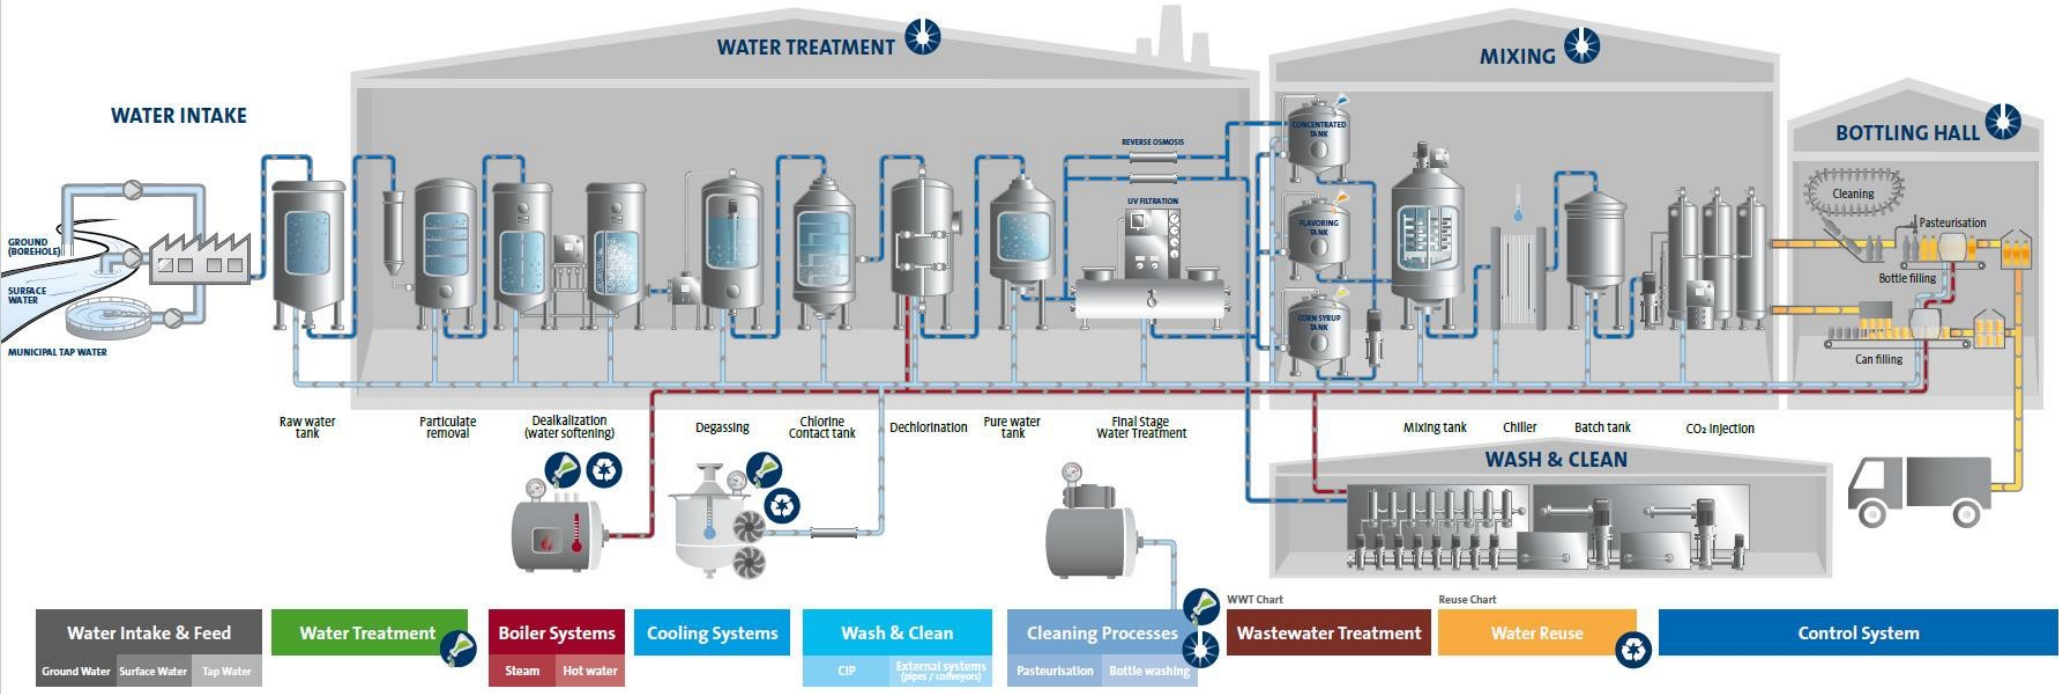 WATER TREATMENT
MIXING
WATER INTAKE
BOTTLING HALL
CONCENTRATED
TANK
REVERSE OSMOSIS
Cleaning
UV FILTRATION
FLAVORING
TANK
Pasteurisation
GROUND
(BOREHOLE)
Bottle filling
SURFACE
WATER
CORN SYRUP
TANK
MUNICIPAL TAP WATER
Can filling
Raw water
tank
Particulate
removal
Dealkalization
(water softening)
Degassing
Chlorine
Contact tank
Dechlorination
Pure water
tank
Final Stage
Water Treatment
Mixing tank
Chiller
Batch tank
CO₂ injection
WASH & CLEAN
WWT Chart
Reuse Chart
Water Intake & Feed
Water Treatment
Boiler Systems
Cooling Systems
Wash & Clean
Cleaning Processes
Wastewater Treatment
Water Reuse
Control System
Ground Water
Surface Water
Tap Water
Steam
Hot water
CIP
External systems
(pipes / conveyors)
Pasteurisation
Bottle washing